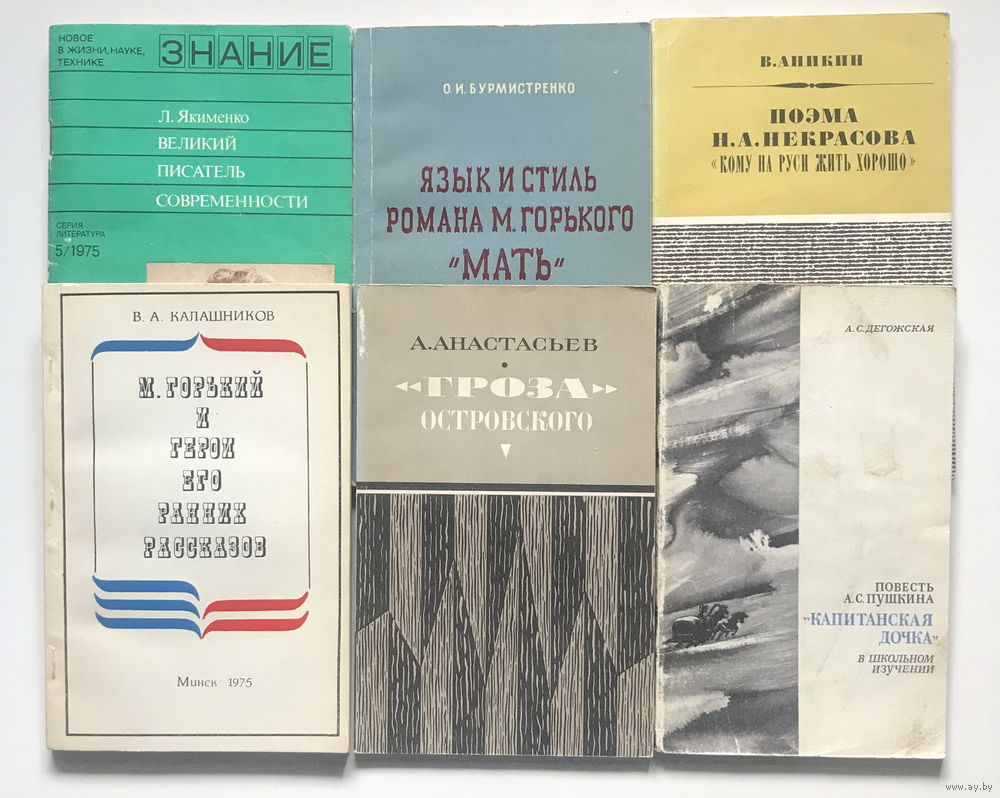 НОВОЕ
В ЖИЗНИ, НАУКЕ,
ТЕХНИКЕ
ЗНАНИЕ
Л. Якименко
ВЕЛИКИЙ
ПИСАТЕЛЬ
СОВРЕМЕННОСТИ
СЕРИЯ
ЛИТЕРАТУРА
5/1975
О. И. БУРМИСТРЕНКО
ЯЗЫК И СТИЛЬ
РОМАНА М. ГОРЬКОГО
"МАТЬ"
В. АНИКИН
ПОЭМА
Н. А. НЕКРАСОВА
«КОМУ НА РУСИ ЖИТЬ ХОРОШО»
В. А. КАЛАШНИКОВ
М. ГОРЬКИЙ
И
ГЕРОИ
ЕГО
РАННИХ
РАССКАЗОВ
Минск 1975
А. АНАСТАСЬЕВ
«ГРОЗА»
ОСТРОВСКОГО
А. С. ДЕГОЖСКАЯ
ПОВЕСТЬ
А. С. ПУШКИНА
"КАПИТАНСКАЯ
ДОЧКА"
В ШКОЛЬНОМ
ИЗУЧЕНИИ
www.ay.by